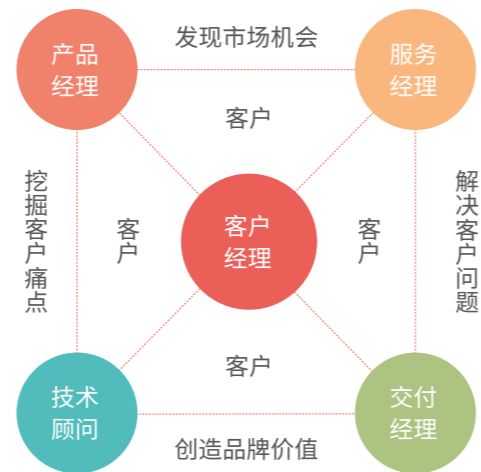 发现市场机会
产品
经理
服务
经理
客户
挖掘客户痛点
客户
客户
经理
客户
解决客户问题
客户
技术
顾问
交付
经理
创造品牌价值